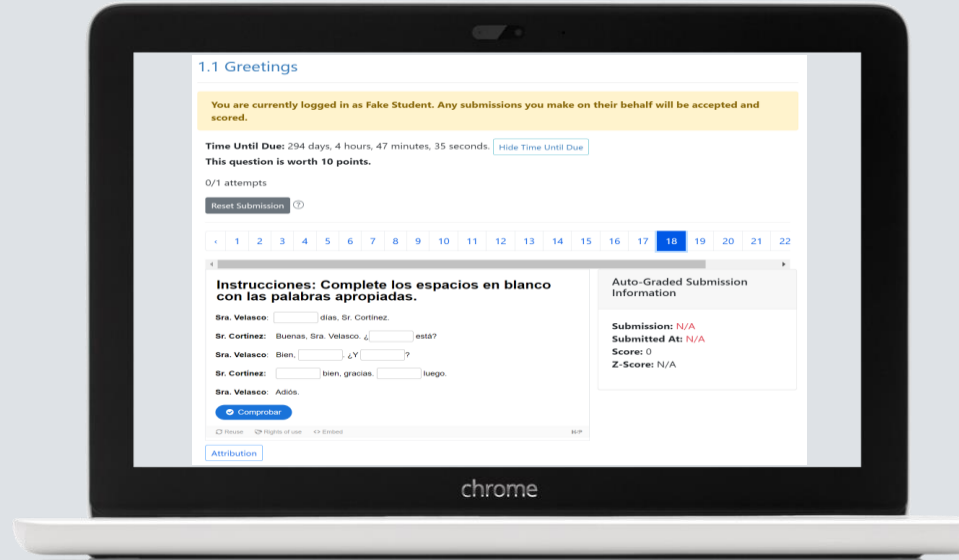 1.1 Greetings
You are currently logged in as Fake Student. Any submissions you make on their behalf will be accepted and
scored.
Time Until Due: 294 days, 4 hours, 47 minutes, 35 seconds. Hide Time Until Due
This question is worth 10 points.
0/1 attempts
Reset Submission ?
‹ 1 2 3 4 5 6 7 8 9 10 11 12 13 14 15 16 17 18 19 20 21 22
Instrucciones: Complete los espacios en blanco
con las palabras apropiadas.
Sra. Velasco: días, Sr. Cortínez.
Sr. Cortínez: Buenas, Sra. Velasco. ¿ está?
Sra. Velasco: Bien, . ¿Y ?
Sr. Cortínez: bien, gracias. luego.
Sra. Velasco: Adiós.
Comprobar
Reuse Rights of use <> Embed H-P
Attribution
Auto-Graded Submission
Information
Submission: N/A
Submitted At: N/A
Score: 0
Z-Score: N/A
chrome